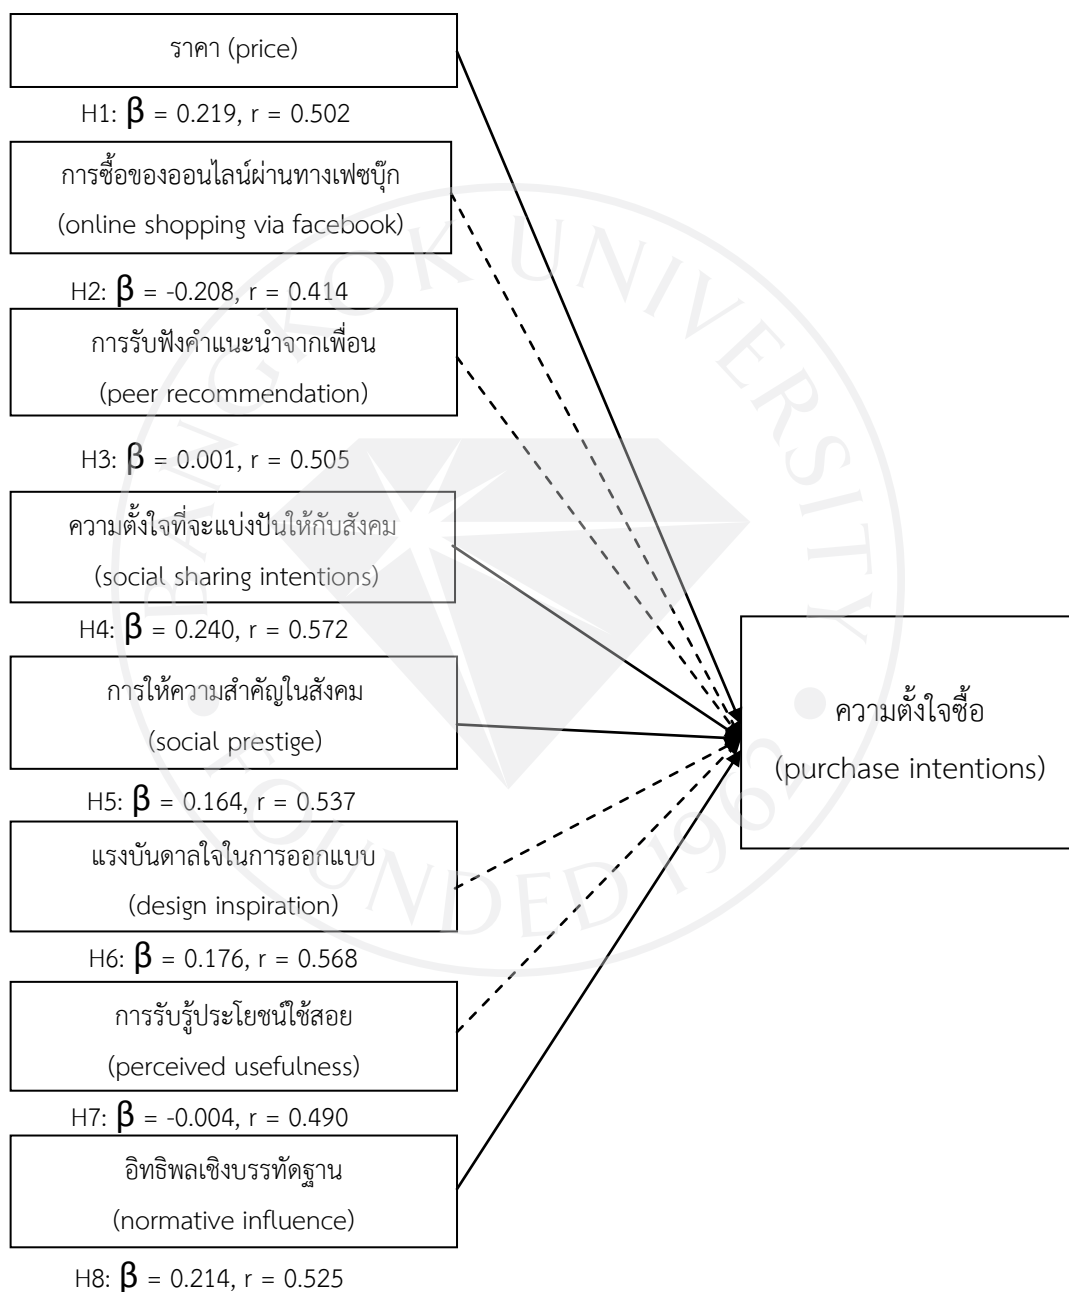 ราคา (price)
H1: β = 0.219, r = 0.502
การซื้อของออนไลน์ผ่านทางเฟซบุ๊ก
(online shopping via facebook)
H2: β = -0.208, r = 0.414
การรับฟังคำแนะนำจากเพื่อน
(peer recommendation)
H3: β = 0.001, r = 0.505
ความตั้งใจที่จะแบ่งปันให้กับสังคม
(social sharing intentions)
H4: β = 0.240, r = 0.572
การให้ความสำคัญในสังคม
(social prestige)
H5: β = 0.164, r = 0.537
แรงบันดาลใจในการออกแบบ
(design inspiration)
H6: β = 0.176, r = 0.568
การรับรู้ประโยชน์ใช้สอย
(perceived usefulness)
H7: β = -0.004, r = 0.490
อิทธิพลเชิงบรรทัดฐาน
(normative influence)
H8: β = 0.214, r = 0.525
ความตั้งใจซื้อ
(purchase intentions)
BANGKOK UNIVERSITY
FOUNDED 1962